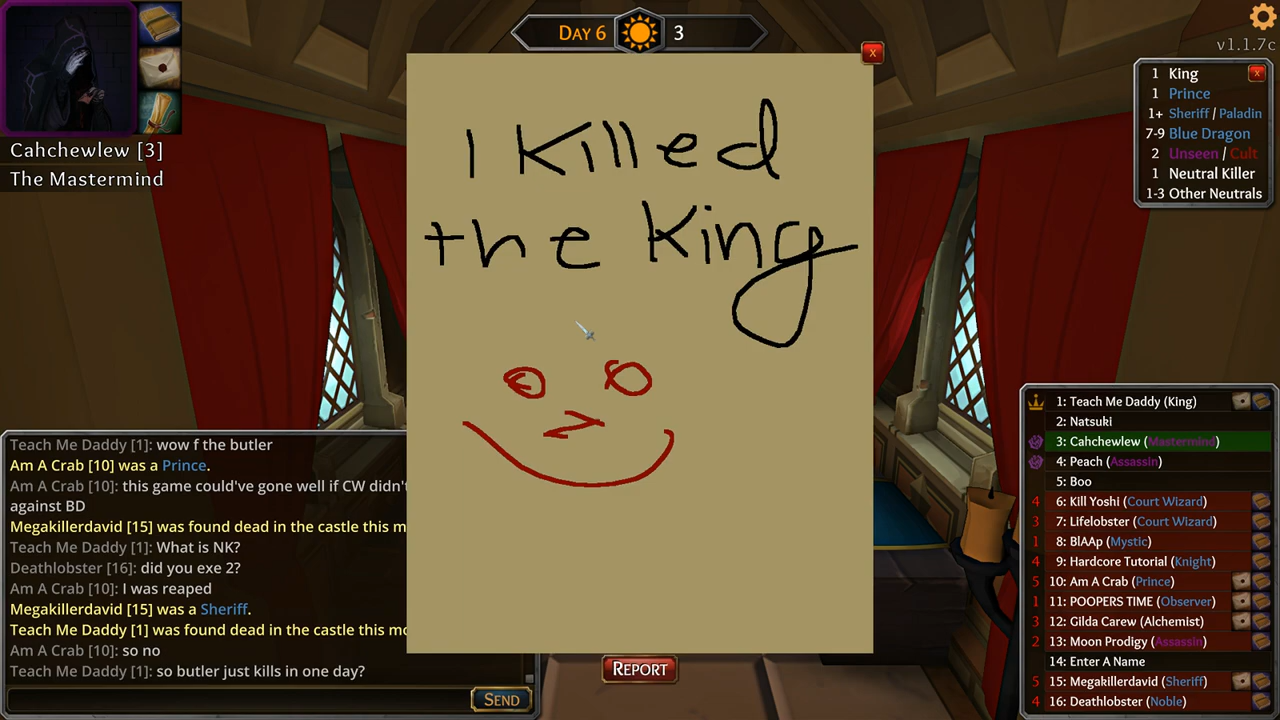 DAY 6 3
v1.1.7c
x
Cahchewlew [3]
The Mastermind
I killed
the King
1 King x
1 Prince
1+ Sheriff / Paladin
7-9 Blue Dragon
2 Unseen / Cult
1 Neutral Killer
1-3 Other Neutrals
Teach Me Daddy [1]: wow f the butler
Am A Crab [10] was a Prince.
Am A Crab [10]: this game could've gone well if CW didn't
against BD
Megakillerdavid [15] was found dead in the castle this m
Teach Me Daddy [1]: What is NK?
Deathlobster [16]: did you exe 2?
Am A Crab [10]: I was reaped
Megakillerdavid [15] was a Sheriff.
Teach Me Daddy [1] was found dead in the castle this mo
Am A Crab [10]: so no
Teach Me Daddy [1]: so butler just kills in one day?
SEND
REPORT
1: Teach Me Daddy (King)
2: Natsuki
3: Cahchewlew (Mastermind)
4: Peach (Assassin)
5: Boo
4 6: Kill Yoshi (Court Wizard)
3 7: Lifelobster (Court Wizard)
1 8: BlAAp (Mystic)
4 9: Hardcore Tutorial (Knight)
5 10: Am A Crab (Prince)
1 11: POOPERS TIME (Observer)
3 12: Gilda Carew (Alchemist)
2 13: Moon Prodigy (Assassin)
14: Enter A Name
5 15: Megakillerdavid (Sheriff)
4 16: Deathlobster (Noble)